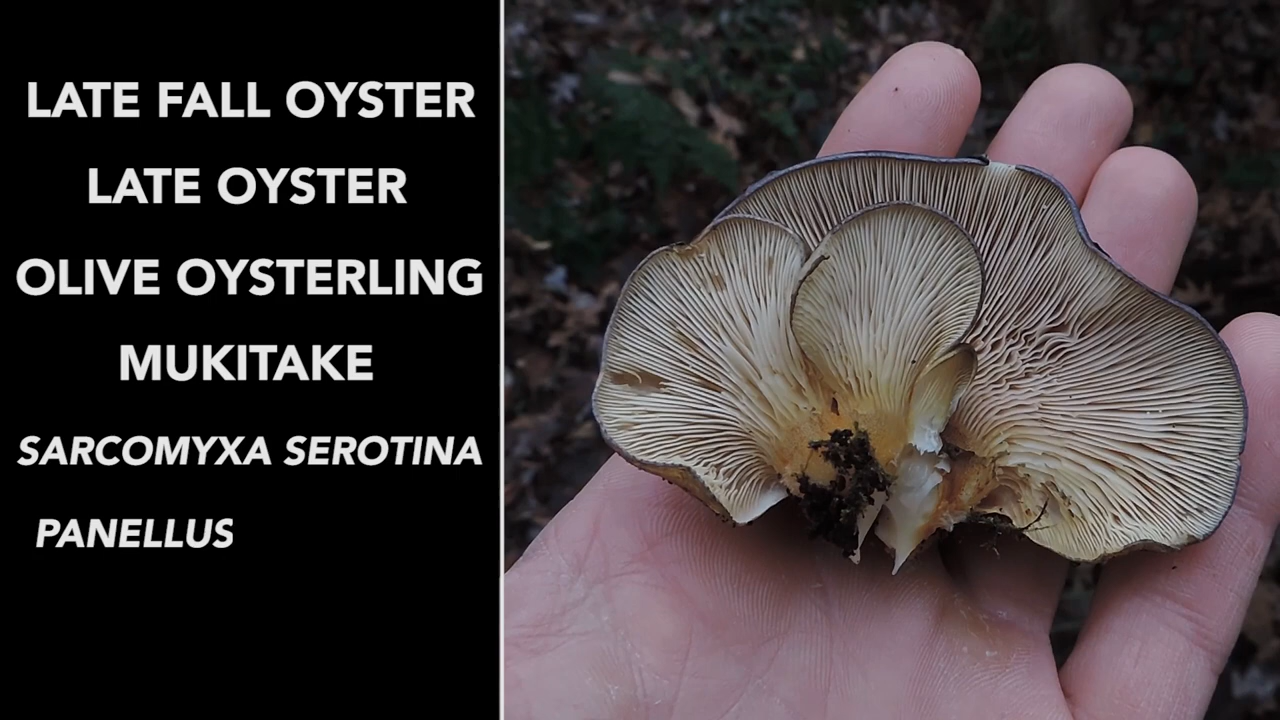 LATE FALL OYSTER
LATE OYSTER
OLIVE OYSTERLING
MUKITAKE
SARCOMYXA SEROTINA
PANELLUS